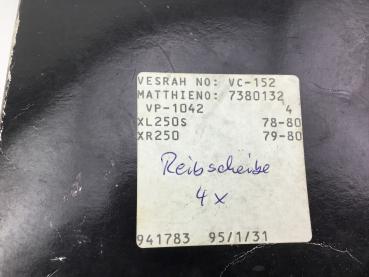 VESRAH NO: VC-152
MATTHIENO: 7380132
VP-1042 4
XL250S 78-80
XR250 79-80
Reibscheibe
4x
941783 95/1/31